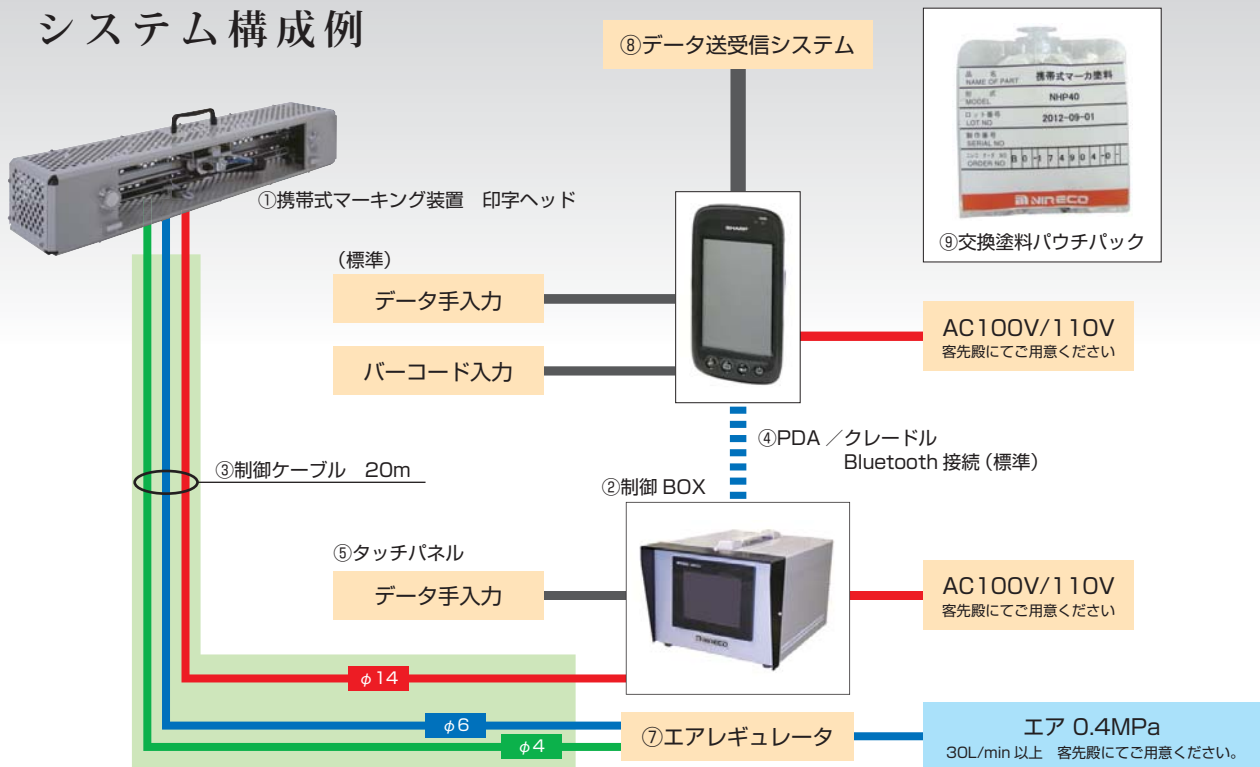 システム構成例
⑧データ送受信システム
品名 携帯式マーカ塗料
NAME OF PART
形式 NHP40
MODEL
ロット番号 2012-09-01
LOT NO
製作番号
SERIAL NO
ORDER NO B0-174904-0-
NIRECO
⑨交換塗料パウチパック
①携帯式マーキング装置 印字ヘッド
SHARP
(標準)
データ手入力
バーコード入力
AC100V/110V
客先殿にてご用意ください
④PDA／クレードル
Bluetooth 接続(標準)
③制御ケーブル 20m
②制御 BOX
⑤タッチパネル
データ手入力
NIRECO
AC100V/110V
客先殿にてご用意ください
φ14
φ6
φ4
⑦エアレギュレータ
エア 0.4MPa
30L/min 以上 客先殿にてご用意ください。